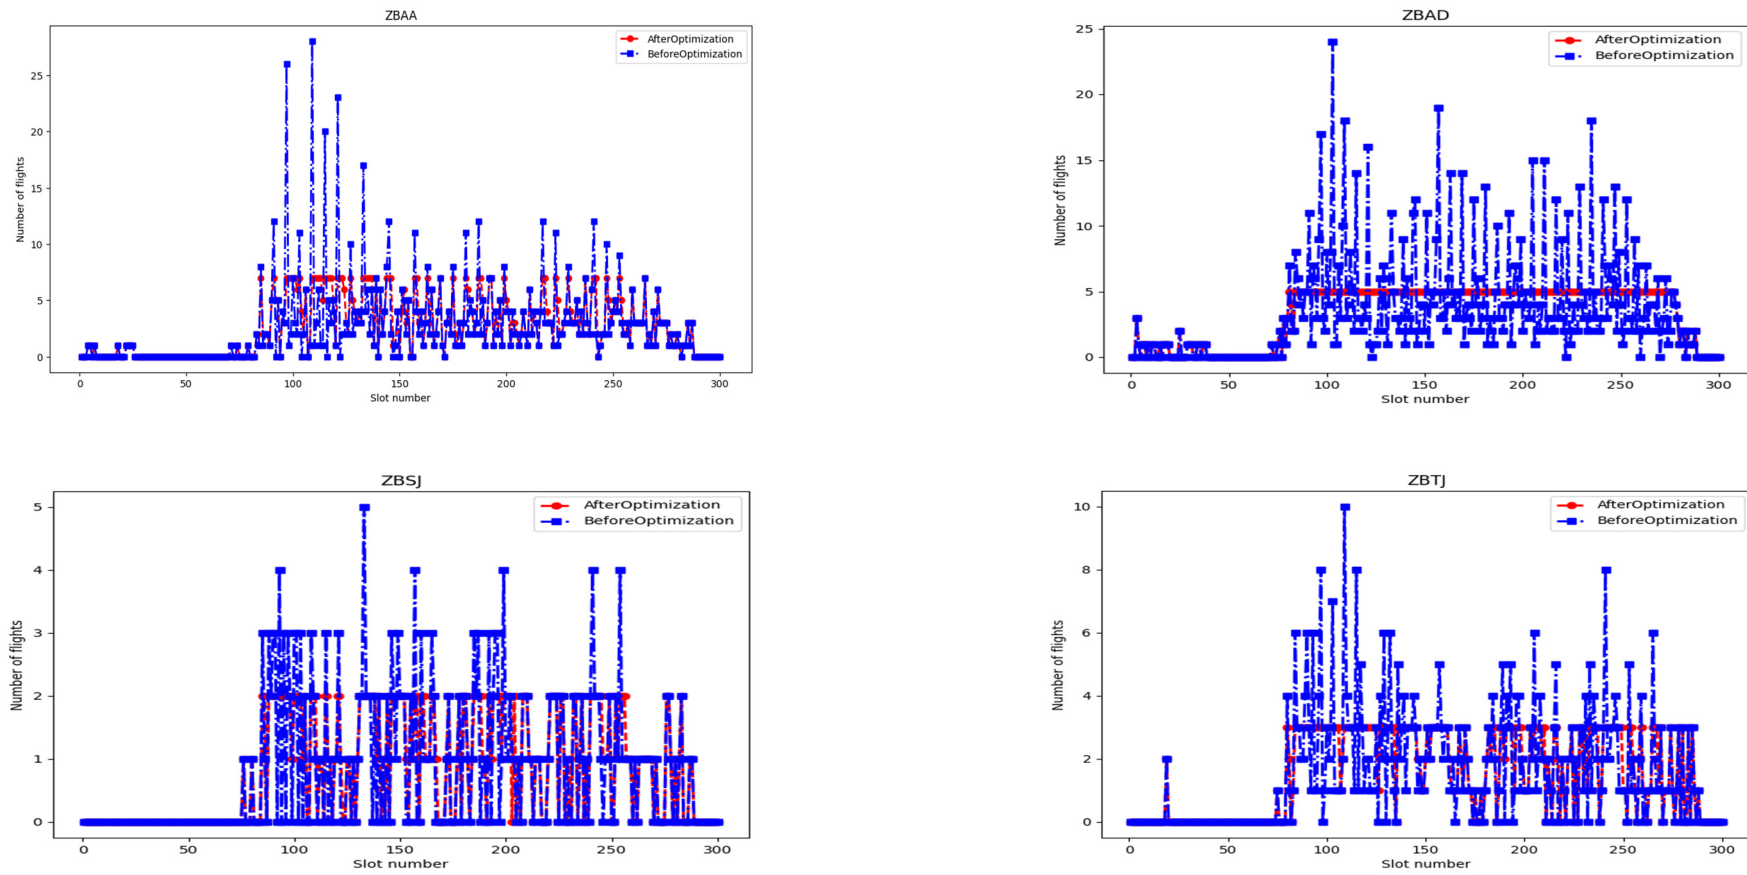 ZBAA
AfterOptimization
BeforeOptimization
Number of flights
25
20
15
10
5
0
0 50 100 150 200 250 300
Slot number
ZBAD
AfterOptimization
BeforeOptimization
Number of flights
25
20
15
10
5
0
0 50 100 150 200 250 300
Slot number
ZBSJ
AfterOptimization
BeforeOptimization
Number of flights
5
4
3
2
1
0
0 50 100 150 200 250 300
Slot number
ZBTJ
AfterOptimization
BeforeOptimization
Number of flights
10
8
6
4
2
0
0 50 100 150 200 250 300
Slot number